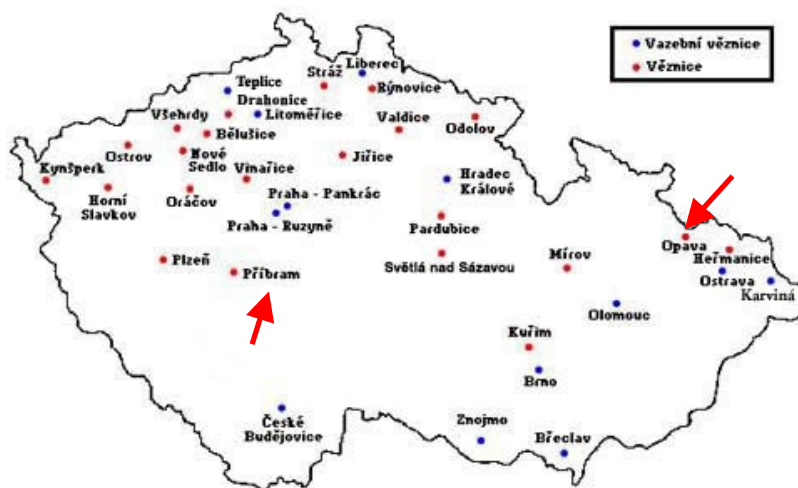 Vazební věznice
Věznice
Liberec
Stráž
Rýnovice
Teplice
Drahonice
Litoměřice
Všehrdy
Bělušice
Valdice
Odolov
Ostrov
Nové
Sedlo
Vinařice
Jiřice
Kynšperk
Horní
Slavkov
Oráčov
Praha - Pankrác
Praha - Ruzyně
Hradec
Králové
Pardubice
Světlá nad Sázavou
Plzeň
Příbram
Mírov
Opava
Heřmanice
Ostrava
Karviná
Olomouc
Kuřim
Brno
České
Budějovice
Znojmo
Břeclav